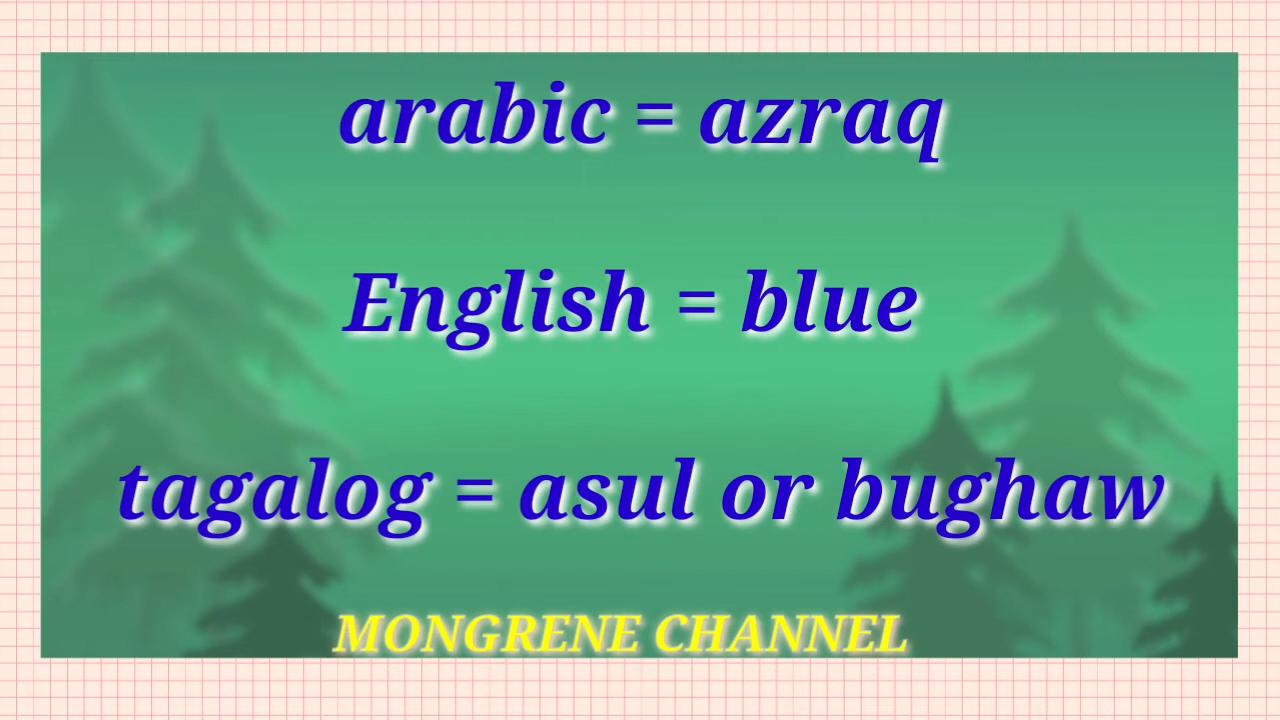 arabic = azraq
English = blue
tagalog = asul or bughaw
MONGRENE CHANNEL